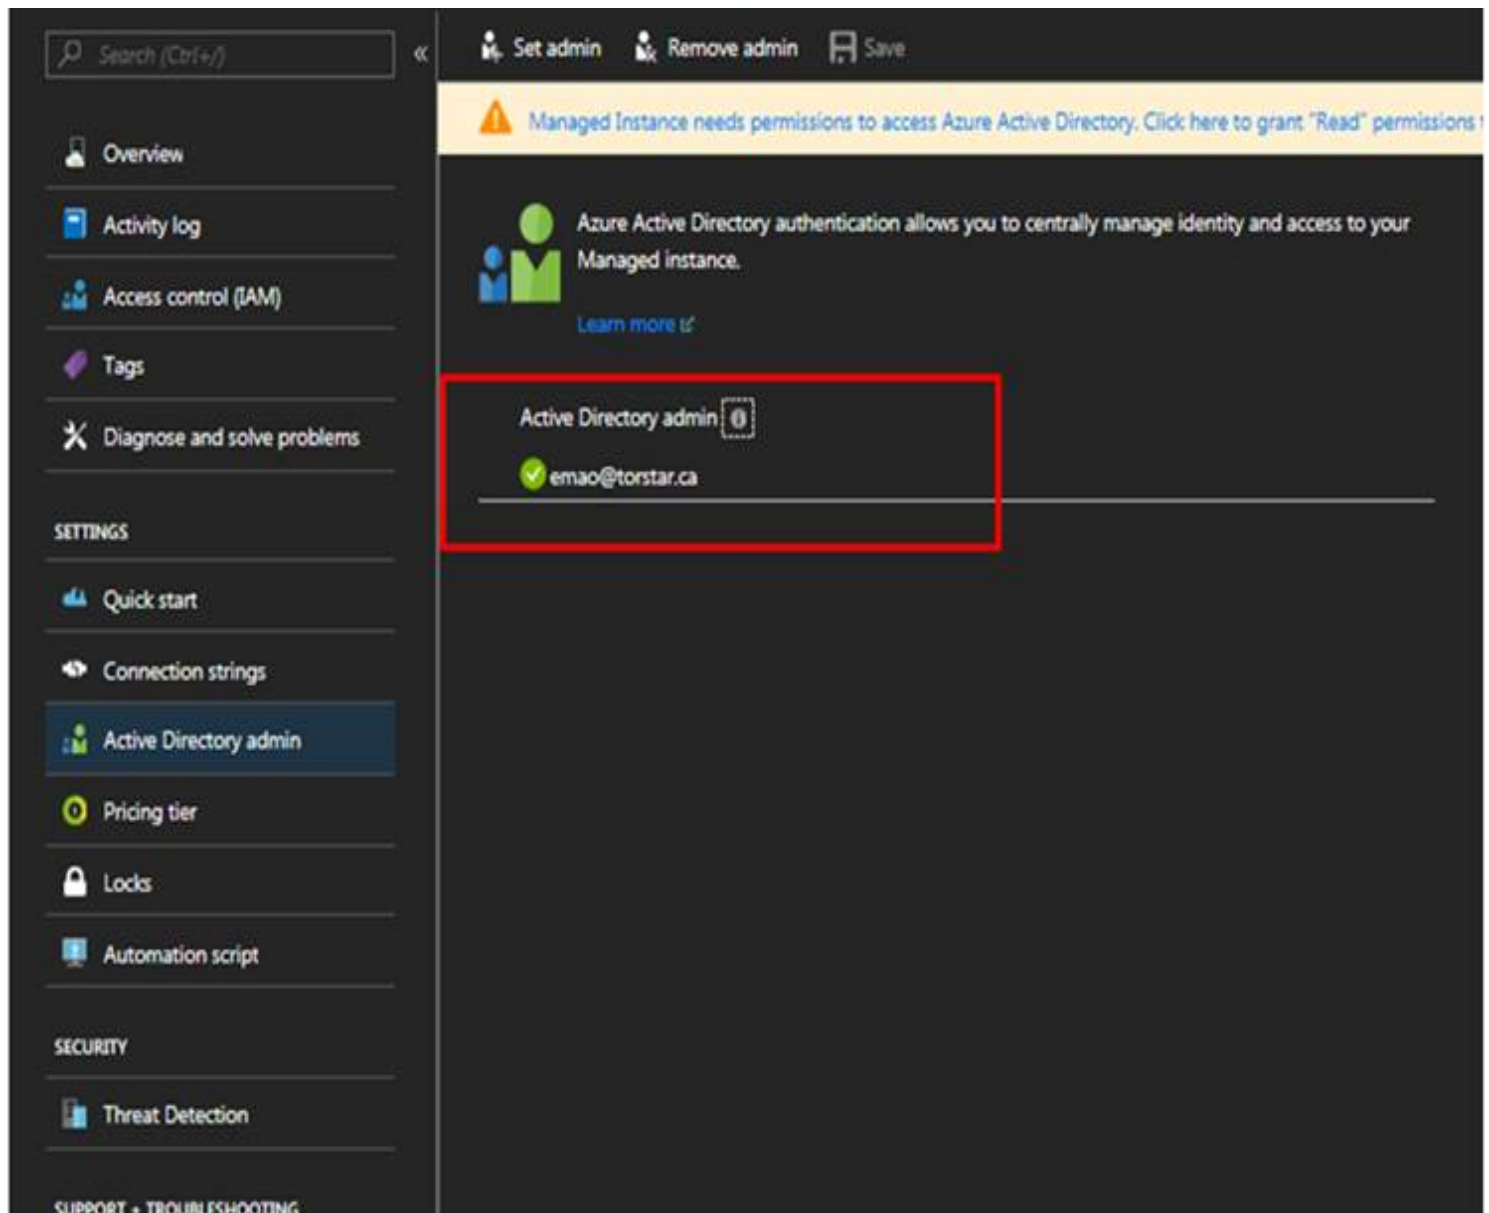 Search (Ctrl+/)
«
Overview
Activity log
Access control (IAM)
Tags
Diagnose and solve problems
SETTINGS
Quick start
Connection strings
Active Directory admin
Pricing tier
Locks
Automation script
SECURITY
Threat Detection
SUPPORT + TROUBLESHOOTING
Set admin
Remove admin
Save
Managed Instance needs permissions to access Azure Active Directory. Click here to grant "Read" permissions
Azure Active Directory authentication allows you to centrally manage identity and access to your
Managed instance.
Learn more
Active Directory admin
emao@torstar.ca